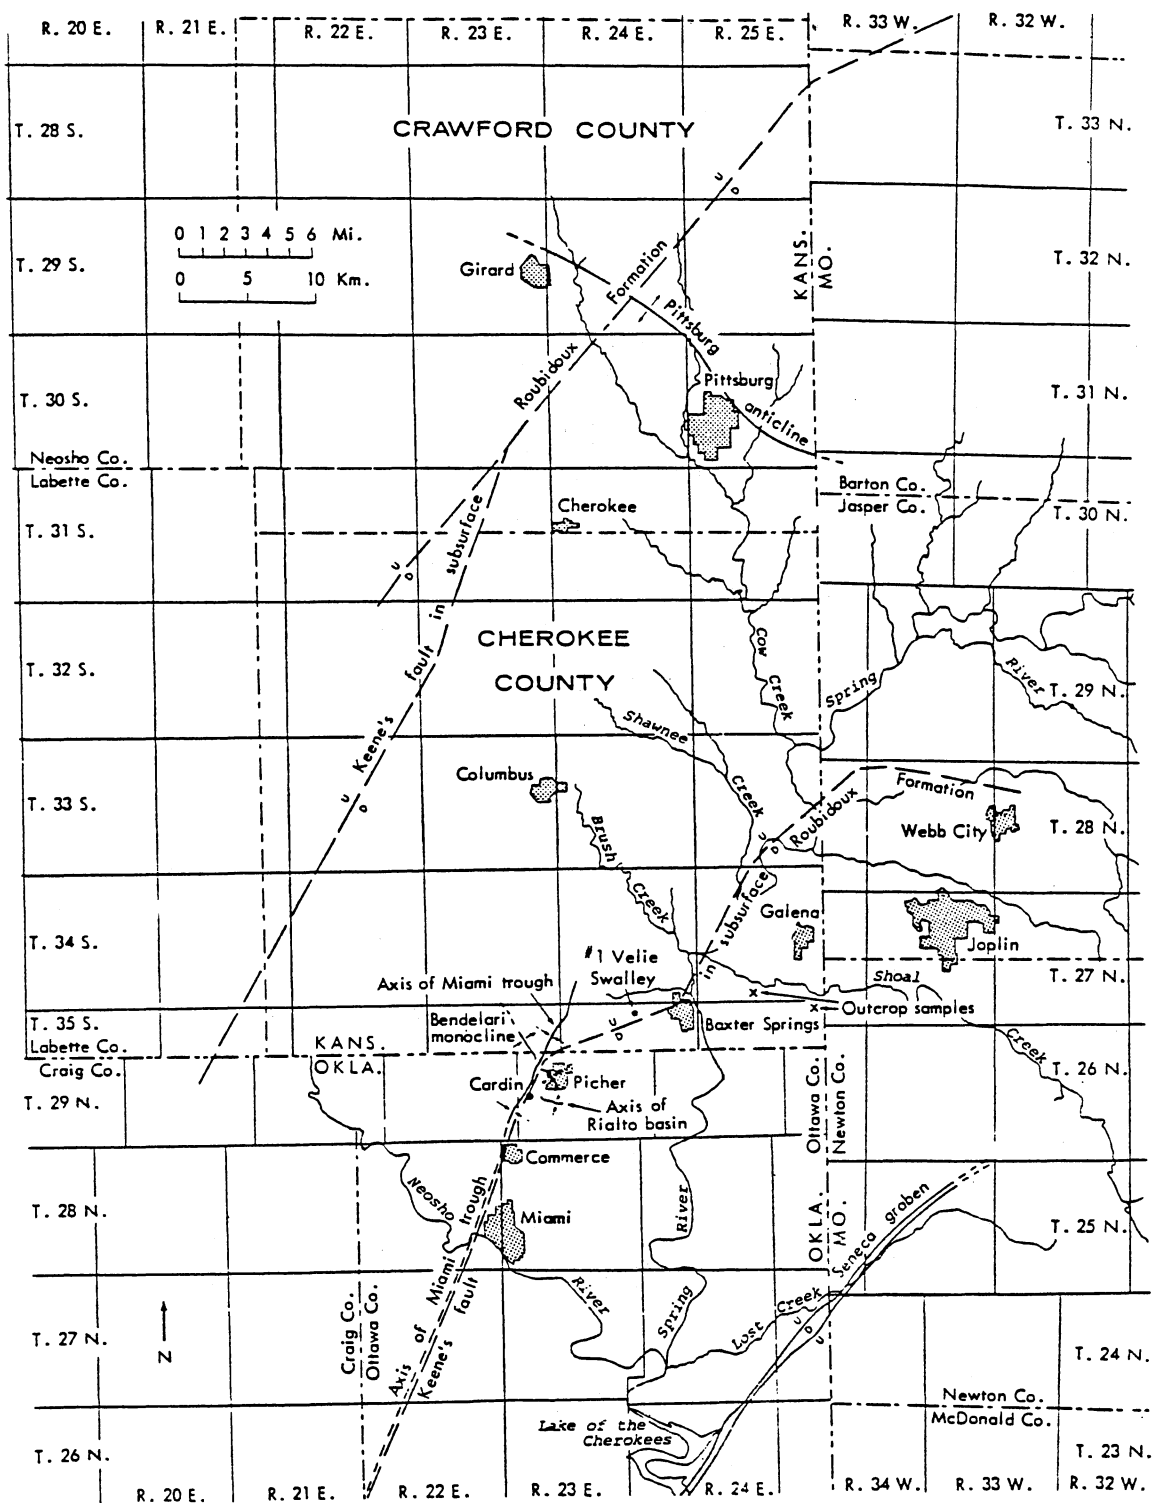 R. 20 E.
R. 21 E.
R. 22 E.
R. 23 E.
R. 24 E.
R. 25 E.
R. 33 W.
R. 32 W.
T. 28 S.
CRAWFORD COUNTY
T. 33 N.
U
D
0 1 2 3 4 5 6 Mi.
0 5 10 Km.
T. 29 S.
Girard
Formation
Pittsburg
KANS.
MO.
T. 32 N.
Roubidoux
Pittsburg
anticline
T. 30 S.
T. 31 N.
Neosho Co.
Labette Co.
Barton Co.
Jasper Co.
T. 31 S.
Cherokee
T. 30 N.
subsurface
in
U
D
fault
Keene's
CHEROKEE
COUNTY
T. 32 S.
Cow
Creek
Spring
River
T. 29 N.
Shawnee
Creek
Columbus
T. 33 S.
U
D
Brush
Creek
U
D
Roubidoux
Formation
Webb City
T. 28 N.
subsurface
in
Galena
Joplin
T. 34 S.
#1 Velie
Swalley
Shoal
Creek
T. 27 N.
Axis of Miami trough
x
x
Outcrop samples
T. 35 S.
Labette Co.
Craig Co.
Bendelari
monocline
U
D
Baxter Springs
KANS.
OKLA.
Cardin
Picher
Axis of
Rialto basin
T. 29 N.
Ottawa Co.
Newton Co.
T. 26 N.
Commerce
T. 28 N.
Neosho
River
Miami
River
Spring
OKLA.
MO.
Seneca graben
T. 25 N.
Axis of Miami trough
Keene's fault
Craig Co.
Ottawa Co.
T. 27 N.
N
Lost
Creek
U
D
U
T. 24 N.
Newton Co.
McDonald Co.
Lake of the
Cherokees
T. 26 N.
T. 23 N.
R. 20 E.
R. 21 E.
R. 22 E.
R. 23 E.
R. 24 E.
R. 34 W.
R. 33 W.
R. 32 W.